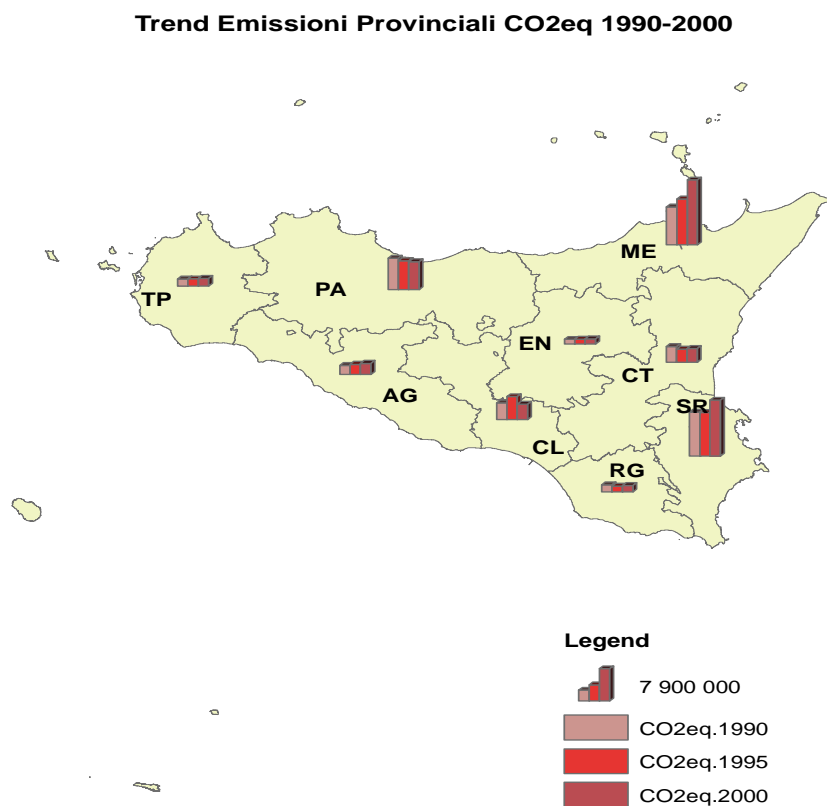 Trend Emissioni Provinciali CO2eq 1990-2000
ME
TP
PA
EN
CT
AG
SR
CL
RG
Legend
7 900 000
CO2eq.1990
CO2eq.1995
CO2eq.2000